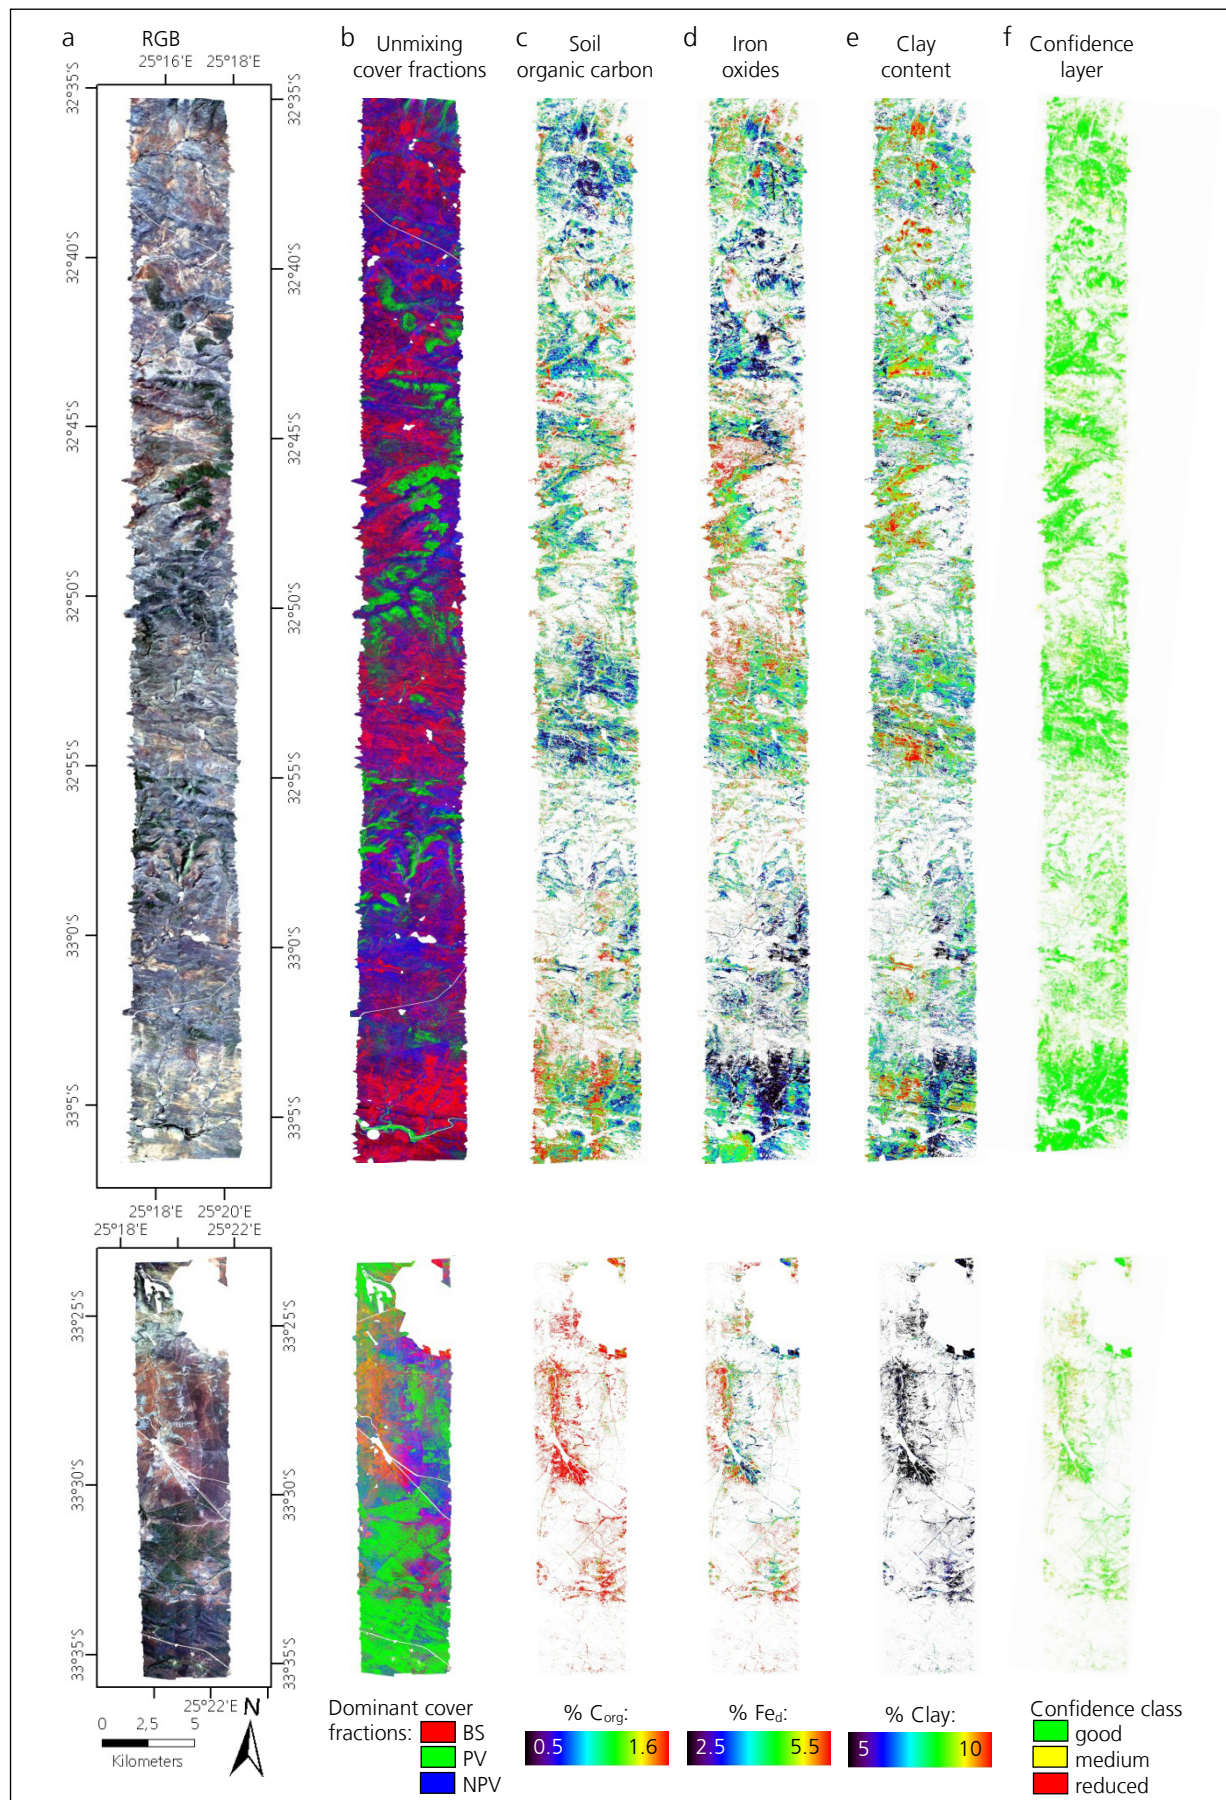 a RGB
b Unmixing
cover fractions
c Soil
organic carbon
d Iron
oxides
e Clay
content
f Confidence
layer
25°16'E 25°18'E
32°35'S
32°35'S
32°40'S
32°40'S
32°45'S
32°45'S
32°50'S
32°50'S
32°55'S
32°55'S
33°0'S
33°0'S
33°5'S
33°5'S
25°18'E 25°20'E
25°18'E 25°22'E
33°25'S
33°25'S
33°30'S
33°30'S
33°35'S
33°35'S
25°22'E
N
0 2,5 5
Kilometers
Dominant cover
fractions:
BS
PV
NPV
% Corg:
0.5 1.6
% Fed:
2.5 5.5
% Clay:
5 10
Confidence class
good
medium
reduced